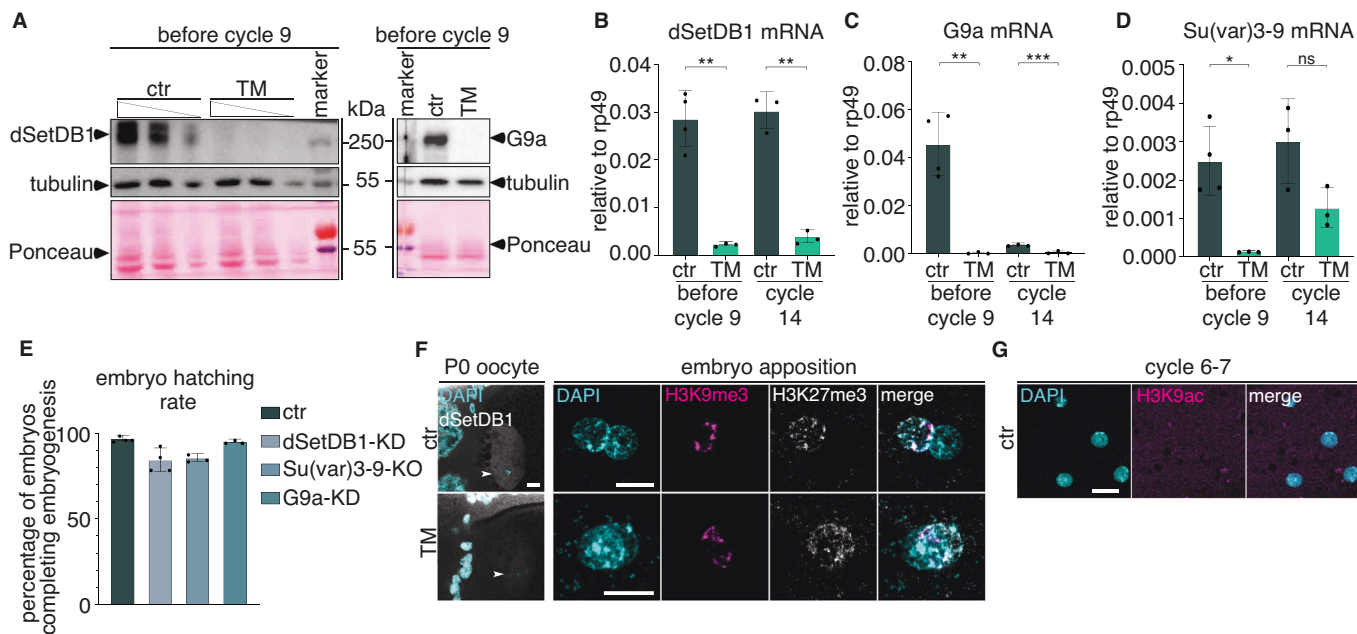 A
before cycle 9
before cycle 9
ctr
TM
marker
kDa
marker
ctr
TM
dSetDB1
250
G9a
tubulin
55
tubulin
Ponceau
55
Ponceau
B
dSetDB1 mRNA
**
**
relative to rp49
0.04
0.03
0.02
0.01
0.00
ctr TM ctr TM
before
cycle 9
cycle
14
C
G9a mRNA
**
***
relative to rp49
0.08
0.06
0.04
0.02
0.00
ctr TM ctr TM
before
cycle 9
cycle
14
D
Su(var)3-9 mRNA
*
ns
relative to rp49
0.005
0.004
0.003
0.002
0.001
0.000
ctr TM ctr TM
before
cycle 9
cycle
14
E
embryo hatching
rate
percentage of embryos
completing embryogenesis
100
50
0
ctr
dSetDB1-KD
Su(var)3-9-KO
G9a-KD
F
P0 oocyte
embryo apposition
DAPI
dSetDB1
DAPI
H3K9me3
H3K27me3
merge
ctr
TM
G
cycle 6-7
DAPI
H3K9ac
merge
ctr